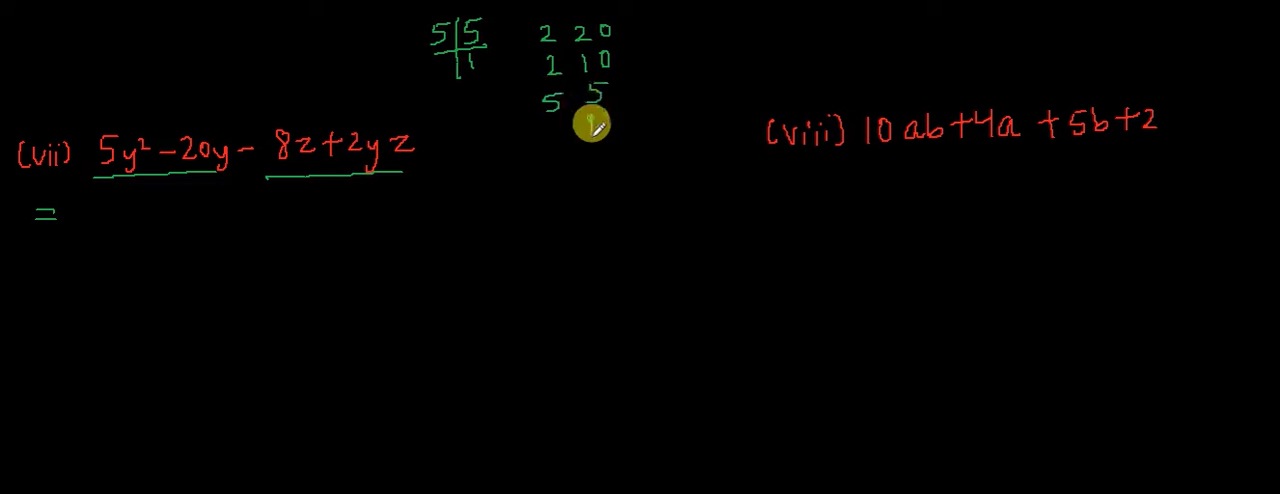 5 | 5
1
2 20
2 10
5 5
1
(vii) 5y² - 20y - 8z + 2yz
=
(viii) 10ab + 4a + 5b + 2